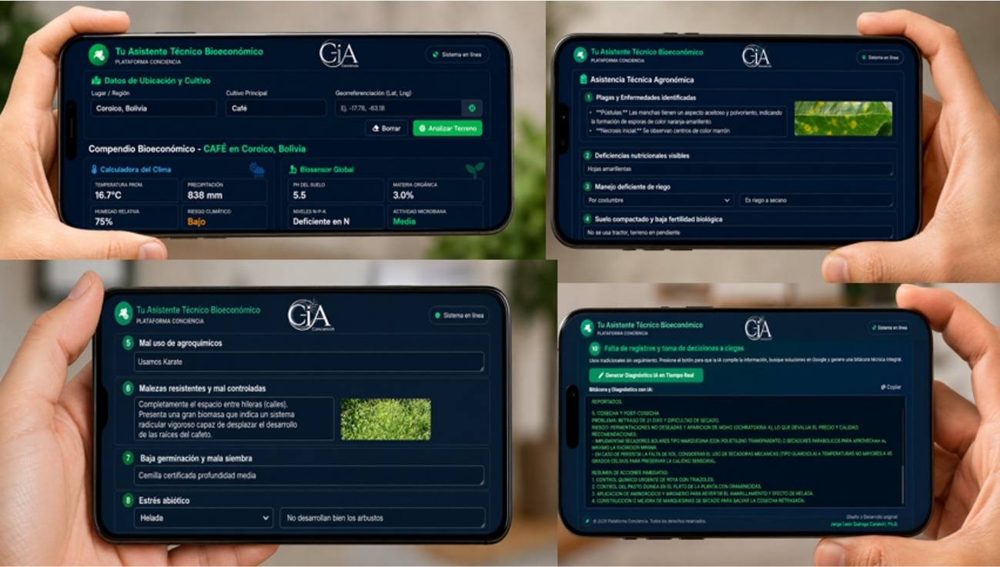 Tu Asistente Técnico Bioeconómico
PLATAFORMA CONCIENCIA
GiA
Conciencia
Sistema en línea
Datos de Ubicación y Cultivo
Lugar / Región
Cultivo Principal
Georreferenciación (Lat, Lng)
Coroico, Bolivia
Café
Ej. -17.78, -63.18
Borrar
Analizar Terreno
Compendio Bioeconómico - CAFÉ en Coroico, Bolivia
Calculadora del Clima
Biosensor Global
TEMPERATURA PROM.
PRECIPITACIÓN
PH DEL SUELO
MATERIA ORGÁNICA
16.7°C
838 mm
5.5
3.0%
HUMEDAD RELATIVA
RIESGO CLIMÁTICO
NIVELES N-P-K
ACTIVIDAD MICROBIANA
75%
Bajo
Deficiente en N
Media
Tu Asistente Técnico Bioeconómico
PLATAFORMA CONCIENCIA
GiA
Conciencia
Sistema en línea
Asistencia Técnica Agronómica
1 Plagas y Enfermedades identificadas
• **Pústulas:** Las manchas tienen un aspecto aceitoso y polvoriento, indicando
la formación de esporas de color naranja-amarillento.
• **Necrosis inicial:** Se observan centros de color marrón
2 Deficiencias nutricionales visibles
Hojas amarillentas
3 Manejo deficiente de riego
Por costumbre
Es riego a secano
4 Suelo compactado y baja fertilidad biológica
No se usa tractor, terreno en pendiente
Tu Asistente Técnico Bioeconómico
PLATAFORMA CONCIENCIA
GiA
ConciencIA
Sistema en línea
5 Mal uso de agroquímicos
Usamos Karate
6 Malezas resistentes y mal controladas
Completamente el espacio entre hileras (calles).
Presenta una gran biomasa que indica un sistema
radicular vigoroso capaz de desplazar el desarrollo
de las raíces del cafeto.
7 Baja germinación y mala siembra
Cemilla certificada profundidad media
8 Estrés abiótico
Helada
No desarrollan bien los arbustos
Tu Asistente Técnico Bioeconómico
PLATAFORMA CONCIENCIA
GiA
Conciencia
Sistema en línea
10 Falta de registros y toma de decisiones a ciegas
Usos tradicionales sin seguimiento. Presione el botón para que la IA compile la información, busque soluciones en Google y genere una bitácora técnica integral.
Generar Diagnóstico IA en Tiempo Real
Bitácora y Diagnóstico con IA:
Copiar
REPORTADOS.
5. COSECHA Y POST-COSECHA
PROBLEMA: RETRASO DE 21 DÍAS Y DIFICULTAD DE SECADO.
RIESGO: FERMENTACIONES NO DESEADAS Y APARICION DE MOHO (OCHRATOXINA A), LO QUE DEVALUA EL PRECIO Y CALIDAD.
RECOMENDACIONES:
- IMPLEMENTAR SECADORES SOLARES TIPO MARQUESINA (CON POLIETILENO TRANSPARENTE) O SECADORES PARABOLICOS PARA APROVECHAR AL
MÁXIMO LA RADIACION MINIMA.
- EN CASO DE PERSISTIR LA FALTA DE SOL, CONSIDERAR EL USO DE SECADORAS MECANICAS (TIPO GUARDIOLA) A TEMPERATURAS NO MAYORES A 45
GRADOS CELSIUS PARA PRESERVAR LA CALIDAD SENSORIAL.
RESUMEN DE ACCIONES INMEDIATAS:
1. CONTROL QUIMICO URGENTE DE ROYA CON TRIAZOLES.
2. CONTROL DEL PASTO GUINEA EN EL PLATO DE LA PLANTA CON GRAMINICIDAS.
3. APLICACION DE AMINOACIDOS Y MAGNESIO PARA REVERTIR EL AMARILLAMIENTO Y EFECTO DE HELADA.
4. CONSTRUCCION O MEJORA DE MARQUESINAS DE SECADO PARA SALVAR LA COSECHA RETRASADA.
Diseño y Desarrollo original:
Plataforma Conciencia. Todos los derechos reservados.
Jorge León Quiroga Canaviri, Ph.D.